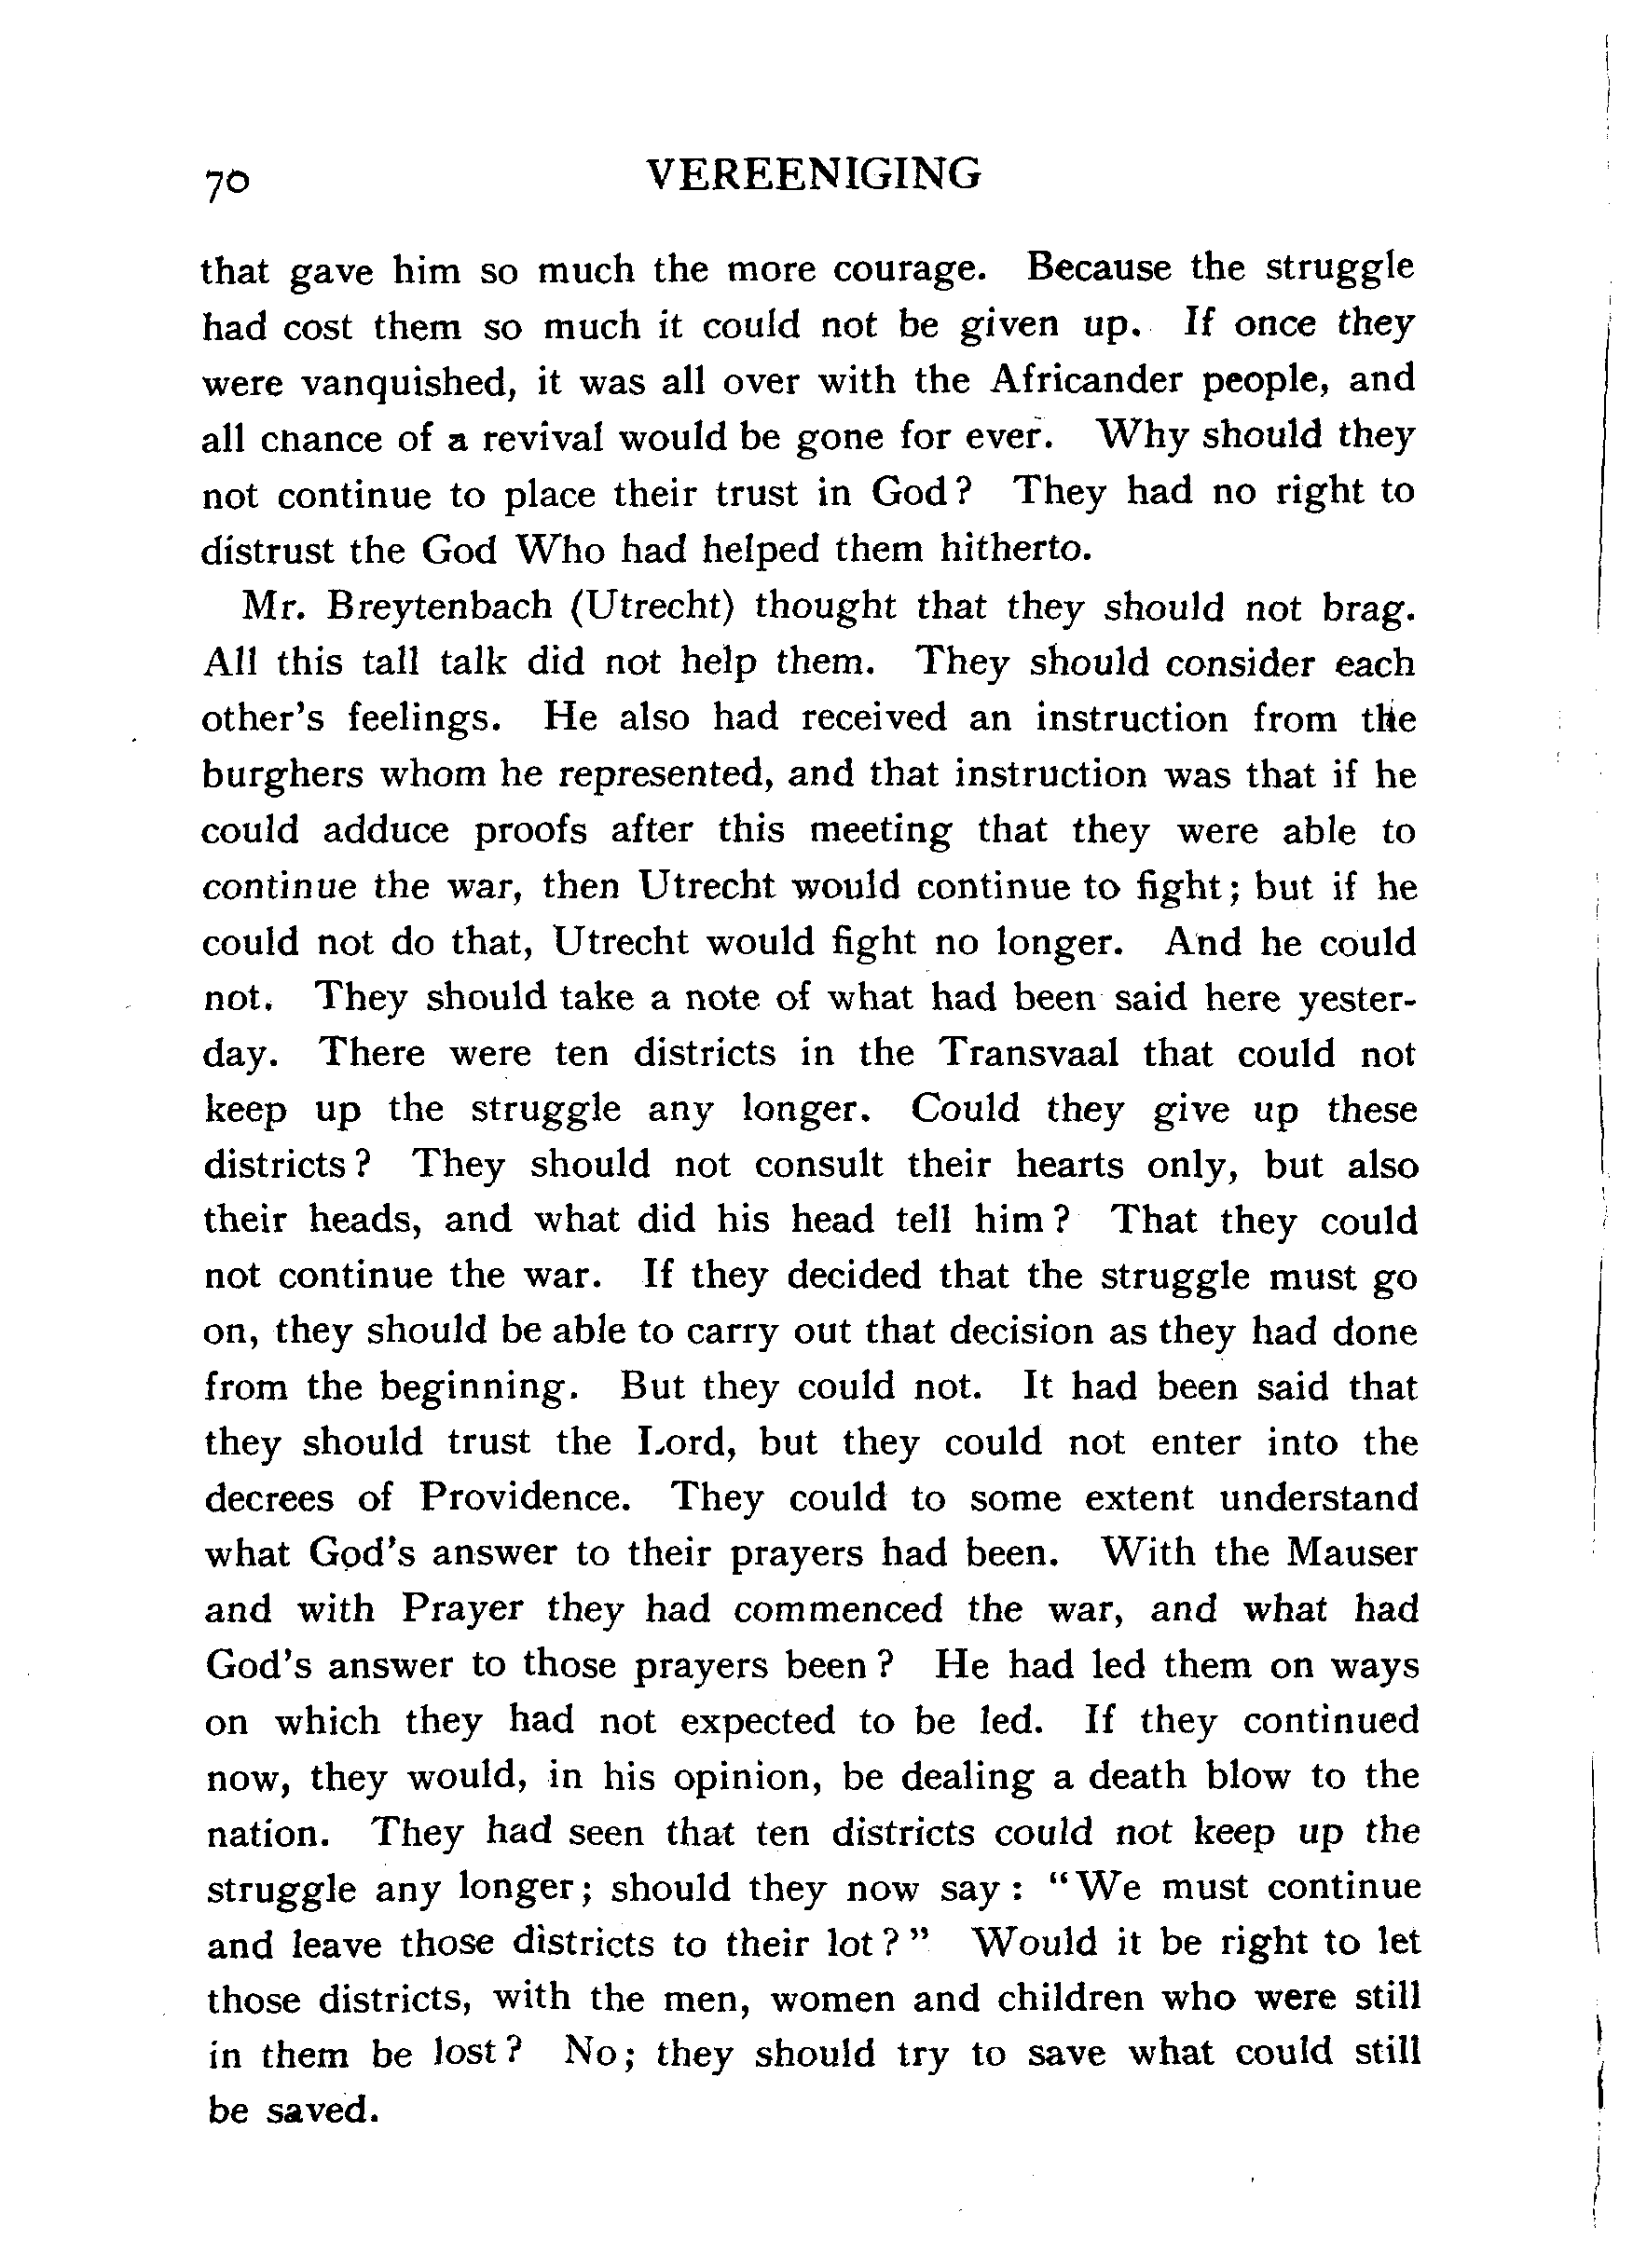 70 VEREENIGING
that gave him so much the more courage. Because the struggle
had cost them so much it could not be given up. If once they
were vanquished, it was all over with the Africander people, and
all chance of a revival would be gone for ever. Why should they
not continue to place their trust in God? They had no right to
distrust the God Who had helped them hitherto.
Mr. Breytenbach (Utrecht) thought that they should not brag.
All this tall talk did not help them. They should consider each
other's feelings. He also had received an instruction from the
burghers whom he represented, and that instruction was that if he
could adduce proofs after this meeting that they were able to
continue the war, then Utrecht would continue to fight; but if he
could not do that, Utrecht would fight no longer. And he could
not. They should take a note of what had been said here yester-
day. There were ten districts in the Transvaal that could not
keep up the struggle any longer. Could they give up these
districts? They should not consult their hearts only, but also
their heads, and what did his head tell him? That they could
not continue the war. If they decided that the struggle must go
on, they should be able to carry out that decision as they had done
from the beginning. But they could not. It had been said that
they should trust the Lord, but they could not enter into the
decrees of Providence. They could to some extent understand
what God's answer to their prayers had been. With the Mauser
and with Prayer they had commenced the war, and what had
God's answer to those prayers been? He had led them on ways
on which they had not expected to be led. If they continued
now, they would, in his opinion, be dealing a death blow to the
nation. They had seen that ten districts could not keep up the
struggle any longer; should they now say: "We must continue
and leave those districts to their lot?" Would it be right to let
those districts, with the men, women and children who were still
in them be lost? No; they should try to save what could still
be saved.